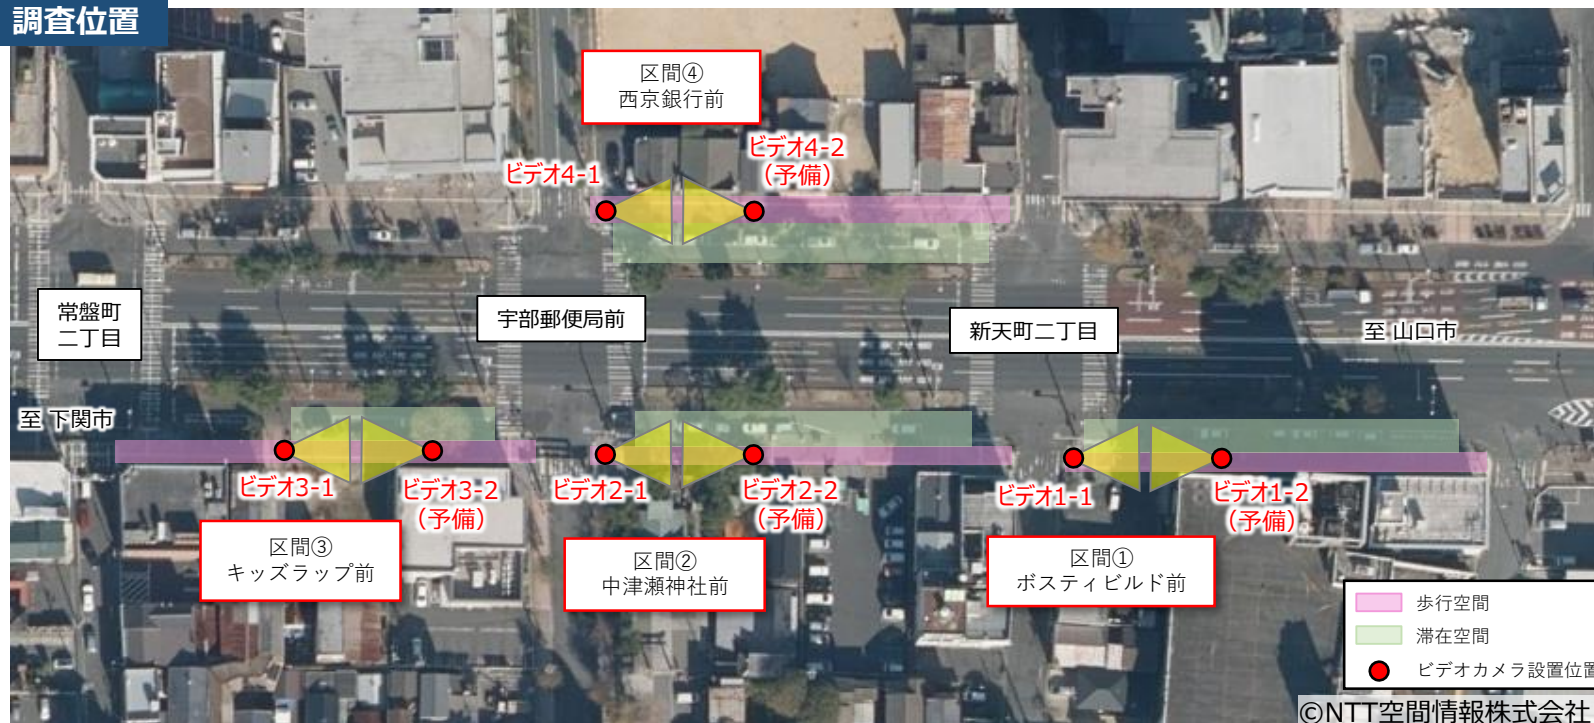 調査位置
区間④
西京銀行前
ビデオ4-1
ビデオ4-2
（予備）
常盤町
二丁目
宇部郵便局前
新天町二丁目
至 山口市
至 下関市
ビデオ3-1
ビデオ3-2
（予備）
ビデオ2-1
ビデオ2-2
（予備）
ビデオ1-1
ビデオ1-2
（予備）
区間③
キッズラップ前
区間②
中津瀬神社前
区間①
ボスティビルド前
歩行空間
滞在空間
ビデオカメラ設置位置
©NTT空間情報株式会社